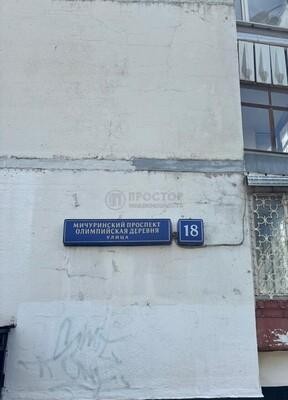 ПРОСТОР
НЕДВИЖИМОСТЬ
МИЧУРИНСКИЙ ПРОСПЕКТ
ОЛИМПИЙСКАЯ ДЕРЕВНЯ
УЛИЦА
18